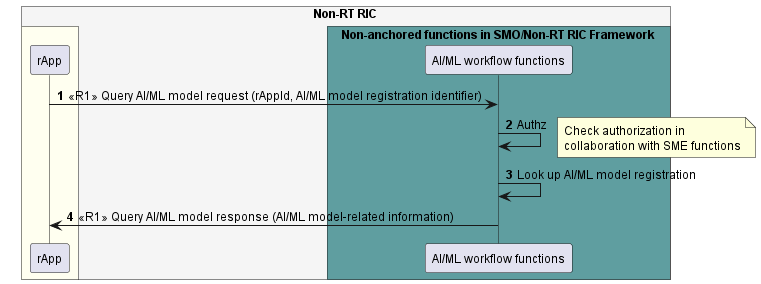 Non-RT RIC
Non-anchored functions in SMO/Non-RT RIC Framework
rApp
AI/ML workflow functions
1 «R1» Query AI/ML model request (rAppId, AI/ML model registration identifier)
2 Authz
Check authorization in
collaboration with SME functions
3 Look up AI/ML model registration
4 «R1» Query AI/ML model response (AI/ML model-related information)
rApp
AI/ML workflow functions